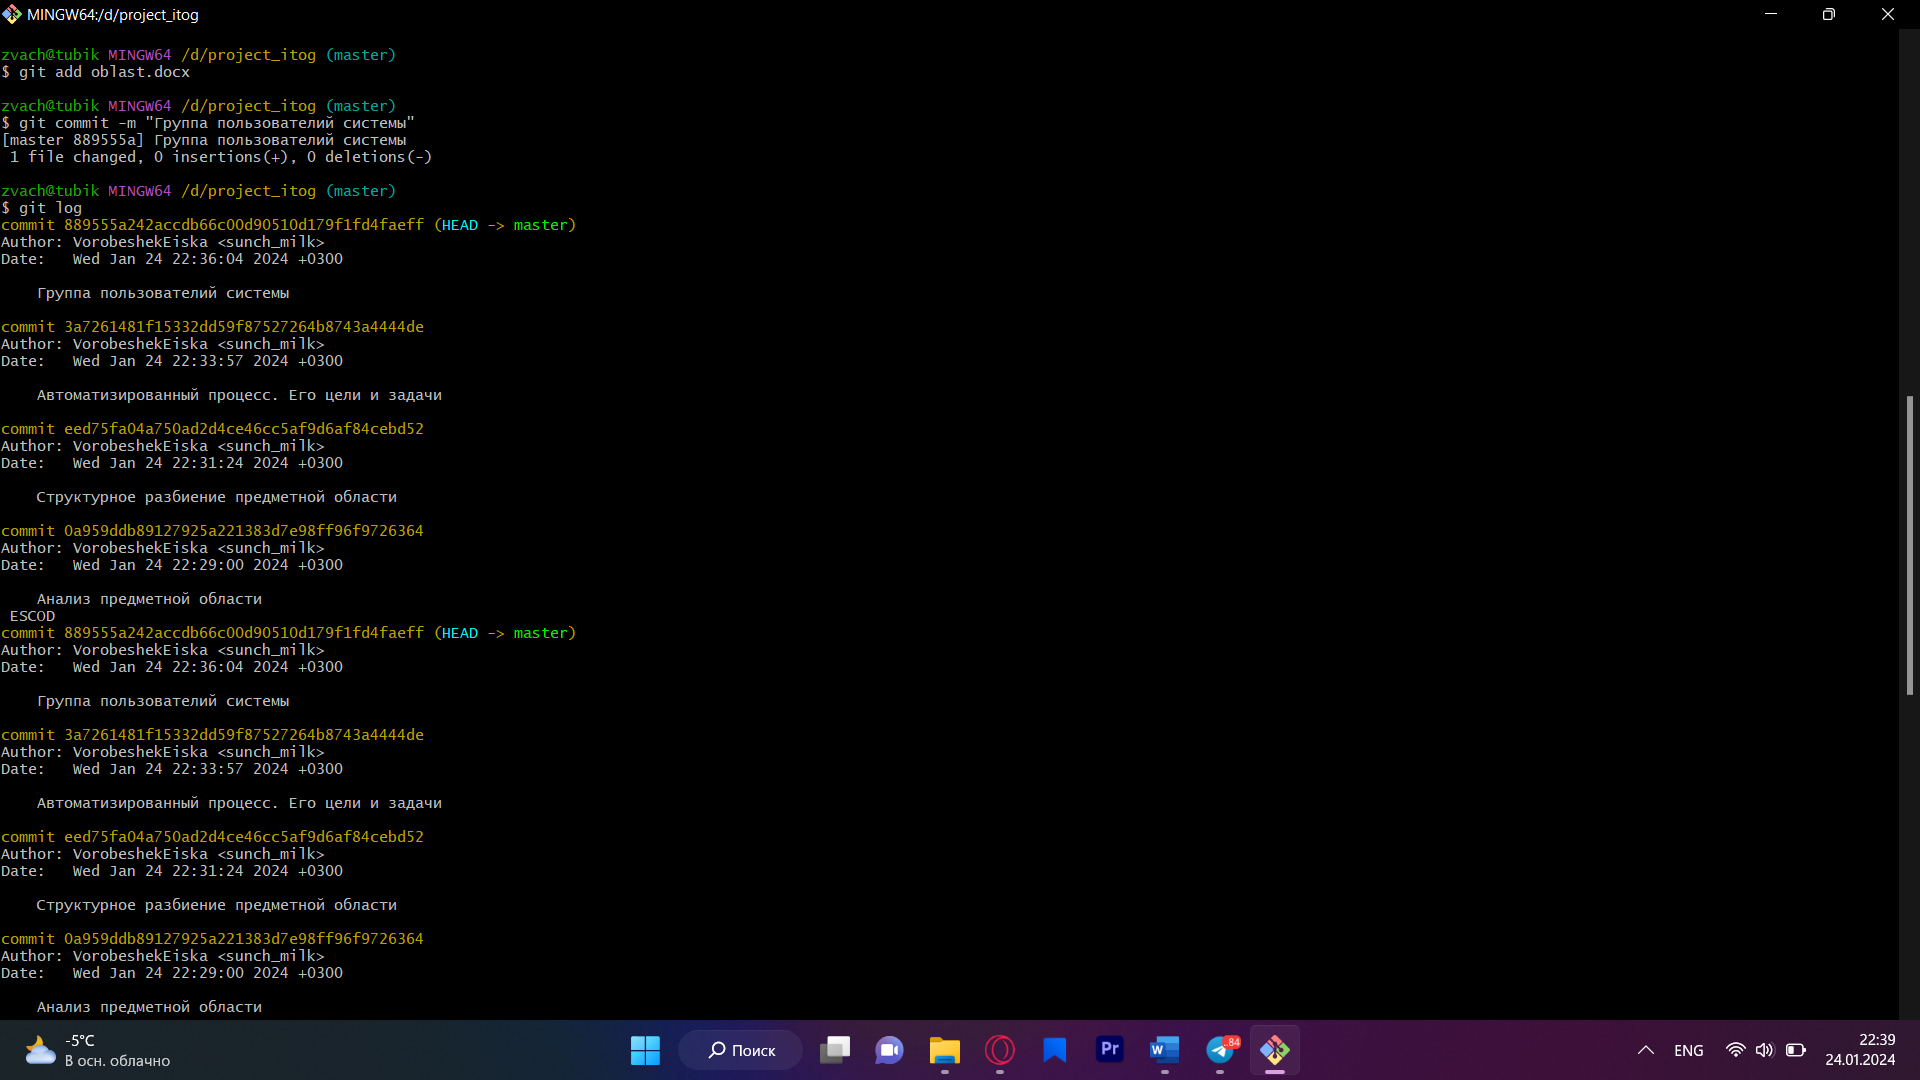 MINGW64:/d/project_itog
zvach@tubik MINGW64 /d/project_itog (master)
$ git add oblast.docx
zvach@tubik MINGW64 /d/project_itog (master)
$ git commit -m "Группа пользователий системы"
[master 889555a] Группа пользователий системы
1 file changed, 0 insertions(+), 0 deletions(-)
zvach@tubik MINGW64 /d/project_itog (master)
$ git log
commit 889555a242accdb66c00d90510d179f1fd4faeff (HEAD -> master)
Author: VorobeshekEiska <sunch_milk>
Date:   Wed Jan 24 22:36:04 2024 +0300
Группа пользователий системы
commit 3a7261481f15332dd59f87527264b8743a4444de
Author: VorobeshekEiska <sunch_milk>
Date:   Wed Jan 24 22:33:57 2024 +0300
Автоматизированный процесс. Его цели и задачи
commit eed75fa04a750ad2d4ce46cc5af9d6af84cebd52
Author: VorobeshekEiska <sunch_milk>
Date:   Wed Jan 24 22:31:24 2024 +0300
Структурное разбиение предметной области
commit 0a959ddb89127925a221383d7e98ff96f9726364
Author: VorobeshekEiska <sunch_milk>
Date:   Wed Jan 24 22:29:00 2024 +0300
Анализ предметной области
ESCOD
commit 889555a242accdb66c00d90510d179f1fd4faeff (HEAD -> master)
Author: VorobeshekEiska <sunch_milk>
Date:   Wed Jan 24 22:36:04 2024 +0300
Группа пользователий системы
commit 3a7261481f15332dd59f87527264b8743a4444de
Author: VorobeshekEiska <sunch_milk>
Date:   Wed Jan 24 22:33:57 2024 +0300
Автоматизированный процесс. Его цели и задачи
commit eed75fa04a750ad2d4ce46cc5af9d6af84cebd52
Author: VorobeshekEiska <sunch_milk>
Date:   Wed Jan 24 22:31:24 2024 +0300
Структурное разбиение предметной области
commit 0a959ddb89127925a221383d7e98ff96f9726364
Author: VorobeshekEiska <sunch_milk>
Date:   Wed Jan 24 22:29:00 2024 +0300
Анализ предметной области
-5°C
В осн. облачно
Поиск
Pr
W
..84
ENG
22:39
24.01.2024